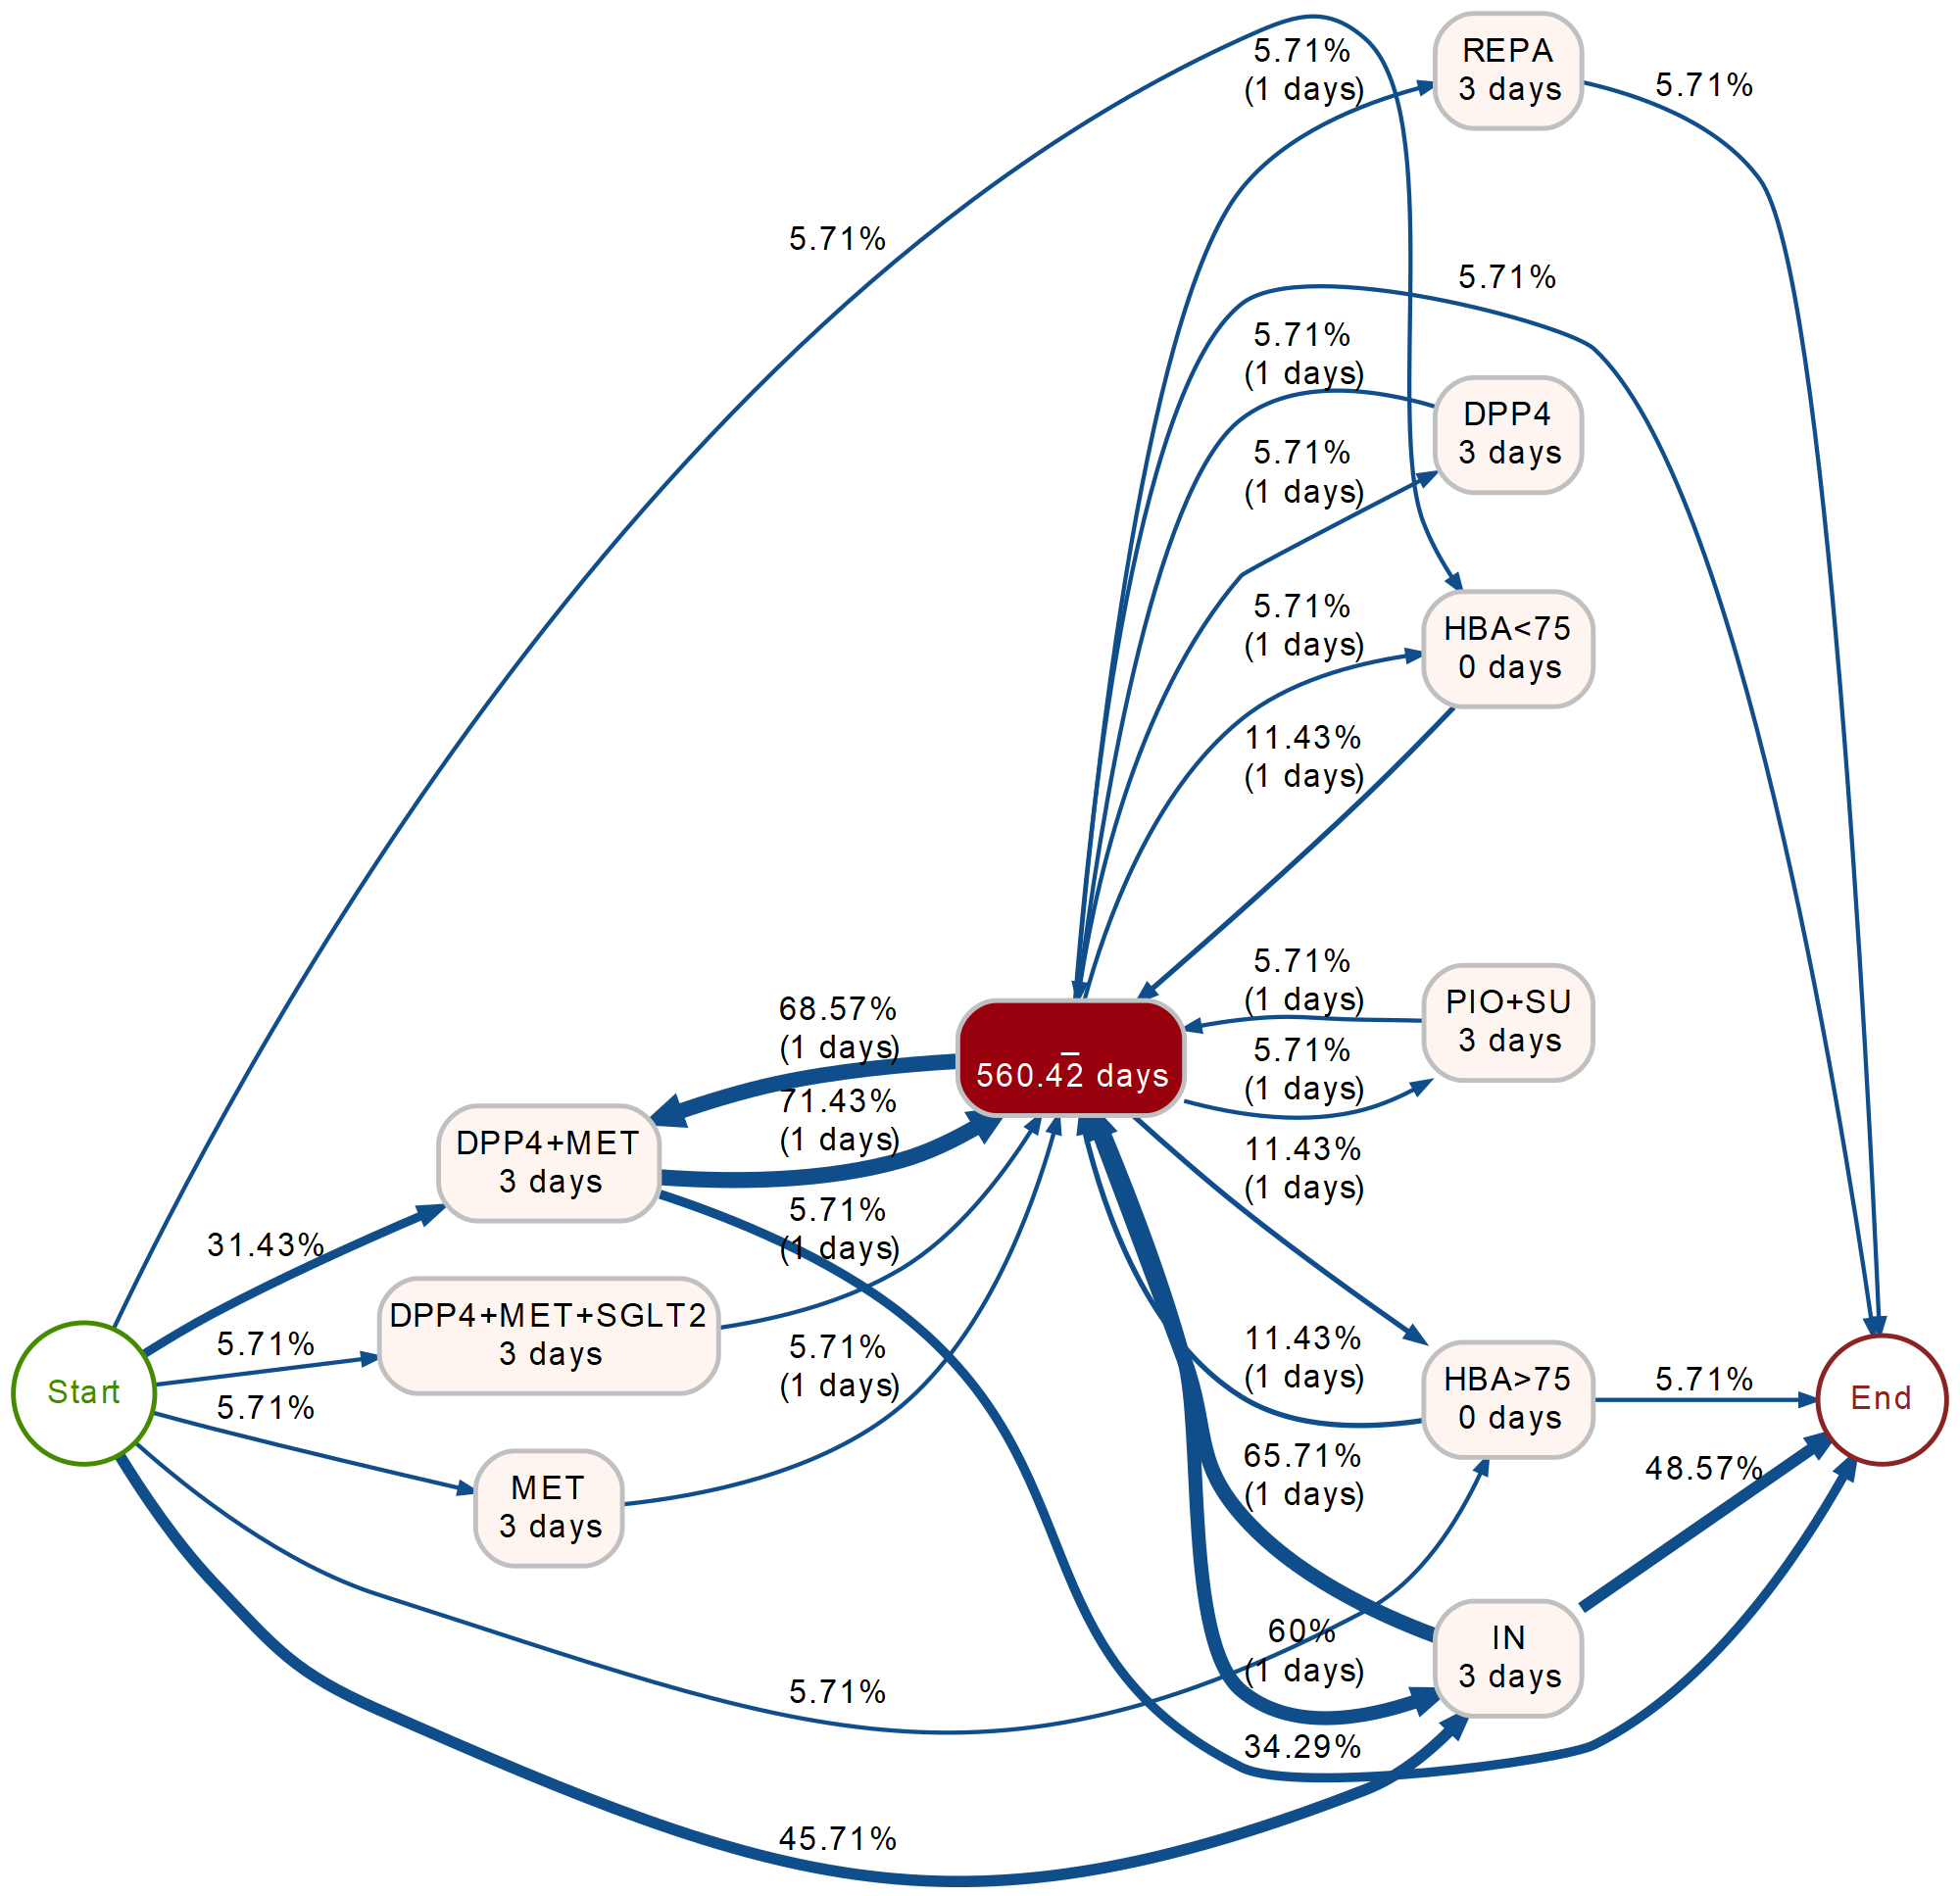 5.71%
(1 days)
REPA
3 days
5.71%
5.71%
5.71%
5.71%
(1 days)
DPP4
3 days
5.71%
(1 days)
5.71%
(1 days)
HBA<75
0 days
11.43%
(1 days)
5.71%
(1 days)
PIO+SU
3 days
68.57%
(1 days)
_
560.42 days
5.71%
(1 days)
71.43%
(1 days)
DPP4+MET
3 days
11.43%
(1 days)
5.71%
(1 days)
31.43%
DPP4+MET+SGLT2
3 days
5.71%
5.71%
(1 days)
11.43%
(1 days)
HBA>75
0 days
5.71%
Start
End
5.71%
65.71%
(1 days)
48.57%
MET
3 days
60%
(1 days)
IN
3 days
5.71%
34.29%
45.71%